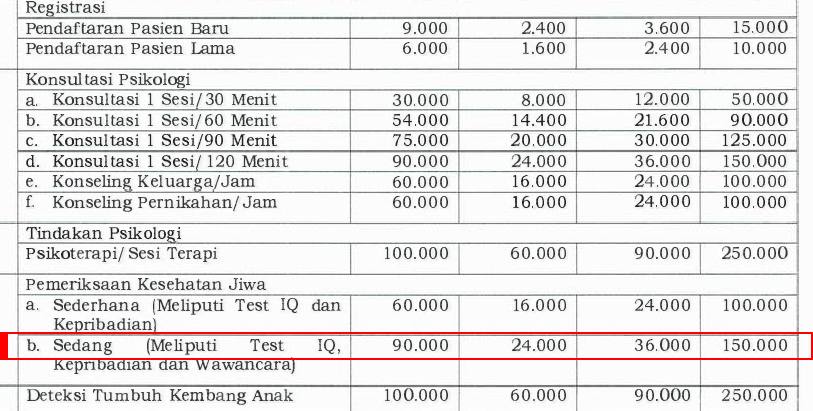 Registrasi
Pendaftaran Pasien Baru 9.000 2.400 3.600 15.000
Pendaftaran Pasien Lama 6.000 1.600 2.400 10.000
Konsultasi Psikologi
a. Konsultasi 1 Sesi/30 Menit 30.000 8.000 12.000 50.000
b. Konsultasi 1 Sesi/60 Menit 54.000 14.400 21.600 90.000
c. Konsultasi 1 Sesi/90 Menit 75.000 20.000 30.000 125.000
d. Konsultasi 1 Sesi/ 120 Menit 90.000 24.000 36.000 150.000
e. Konseling Keluarga/Jam 60.000 16.000 24.000 100.000
f. Konseling Pernikahan/Jam 60.000 16.000 24.000 100.000
Tindakan Psikologi
Psikoterapi/ Sesi Terapi 100.000 60.000 90.000 250.000
Pemeriksaan Kesehatan Jiwa
a. Sederhana (Meliputi Test IQ dan 60.000 16.000 24.000 100.000
Kepribadian)
b. Sedang (Meliputi Test IQ, 90.000 24.000 36.000 150.000
Kepribadian dan Wawancara)
Deteksi Tumbuh Kembang Anak 100.000 60.000 90.000 250.000